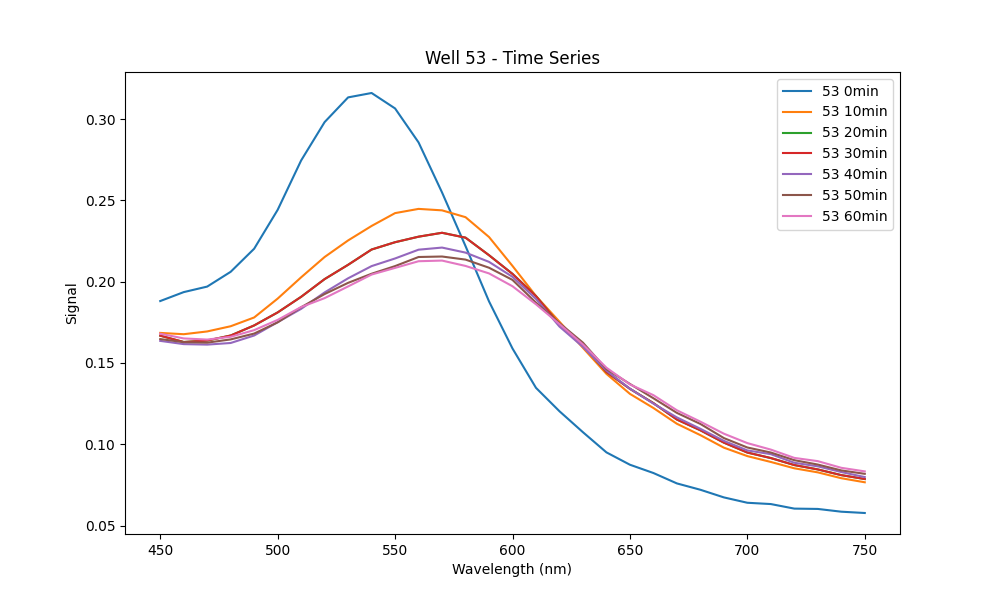 Well 53 - Time Series
53 0min
53 10min
53 20min
53 30min
53 40min
53 50min
53 60min
Signal
0.30
0.25
0.20
0.15
0.10
0.05
450 500 550 600 650 700 750
Wavelength (nm)